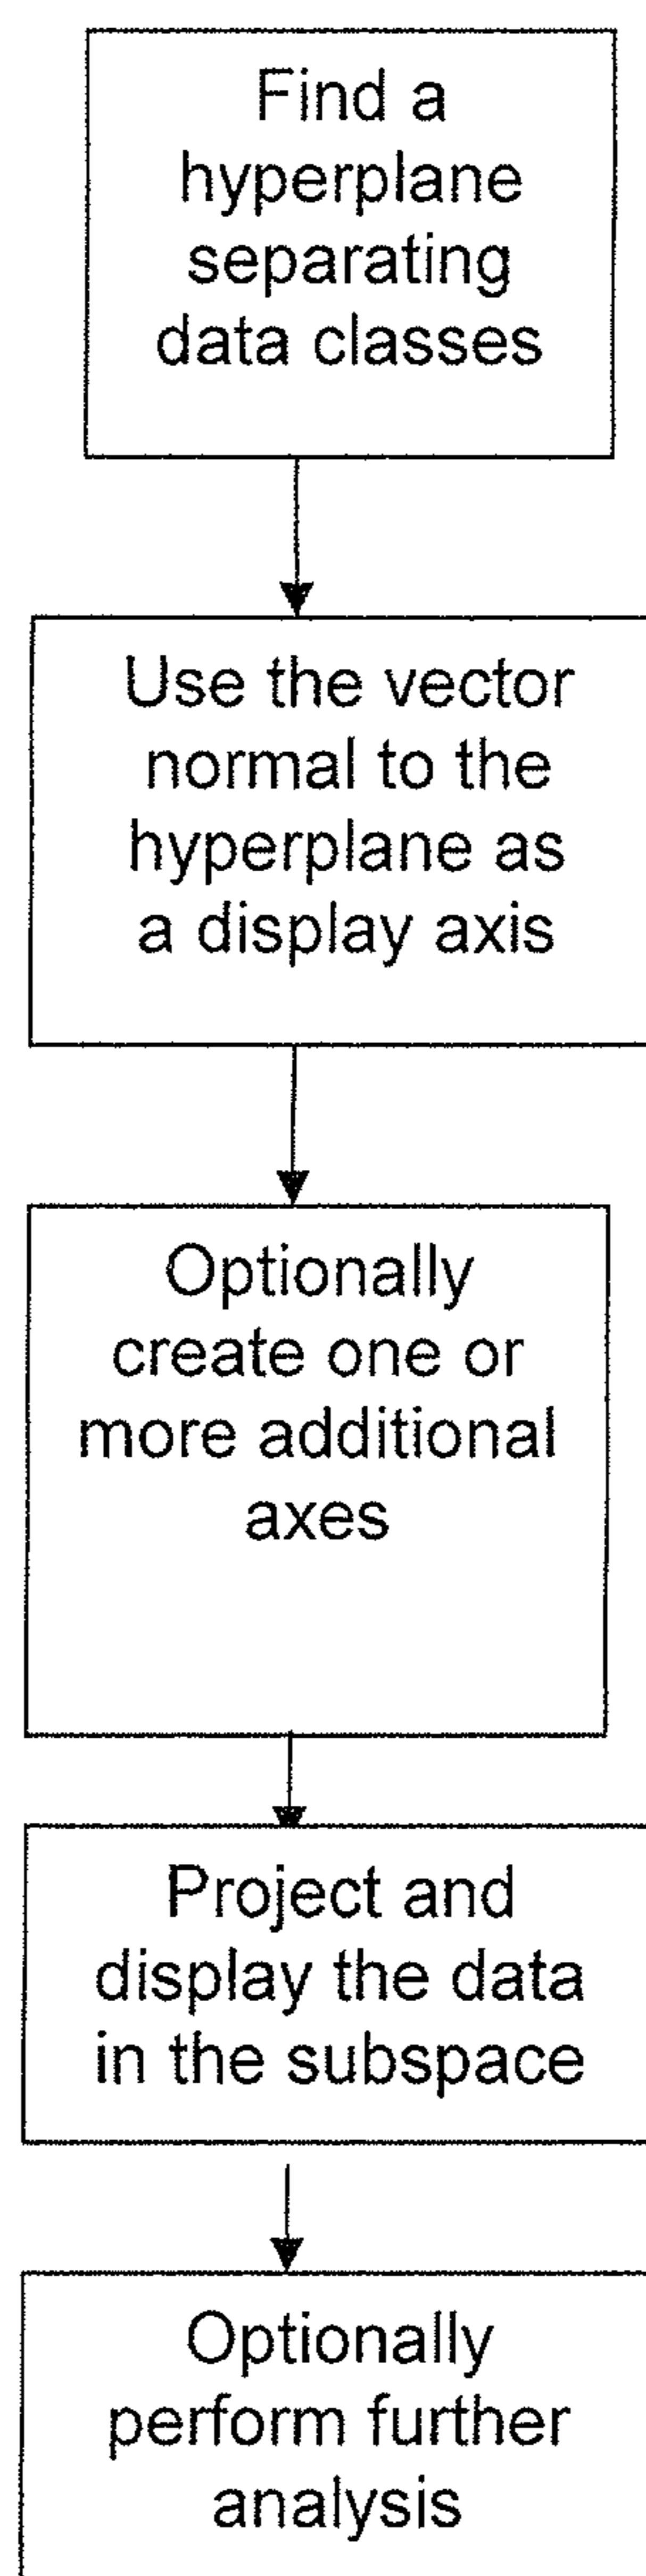 Find a
hyperplane
separating
data classes
Use the vector
normal to the
hyperplane as
a display axis
Optionally
create one or
more additional
axes
Project and
display the data
in the subspace
Optionally
perform further
analysis